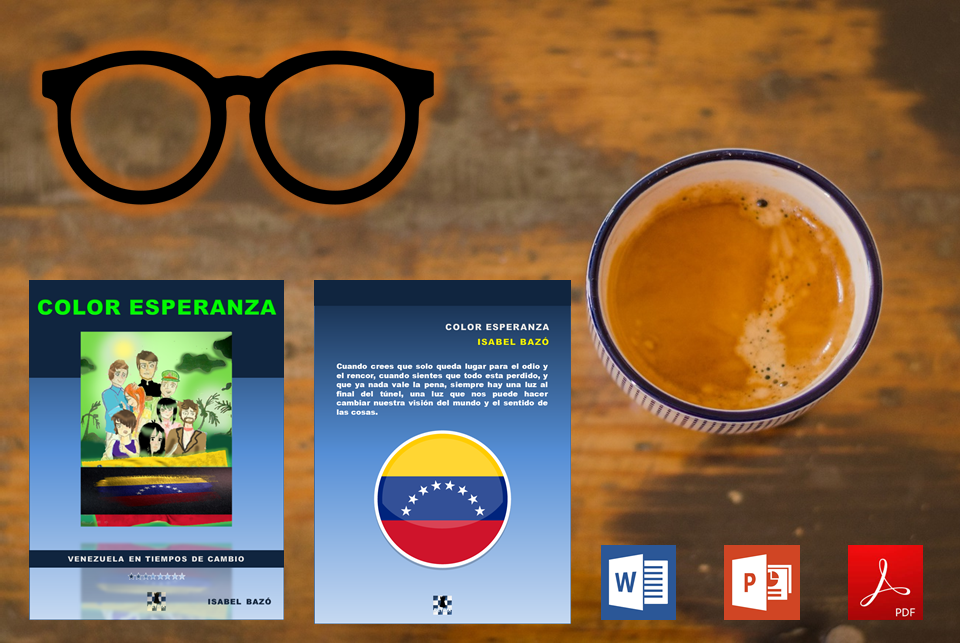 COLOR ESPERANZA
VENEZUELA EN TIEMPOS DE CAMBIO
ISABEL BAZÓ
COLOR ESPERANZA
ISABEL BAZÓ
Cuando crees que solo queda lugar para el odio y
el rencor, cuando sientes que todo esta perdido, y
que ya nada vale la pena, siempre hay una luz al
final del túnel, una luz que nos puede hacer
cambiar nuestra visión del mundo y el sentido de
las cosas.
W
P
PDF